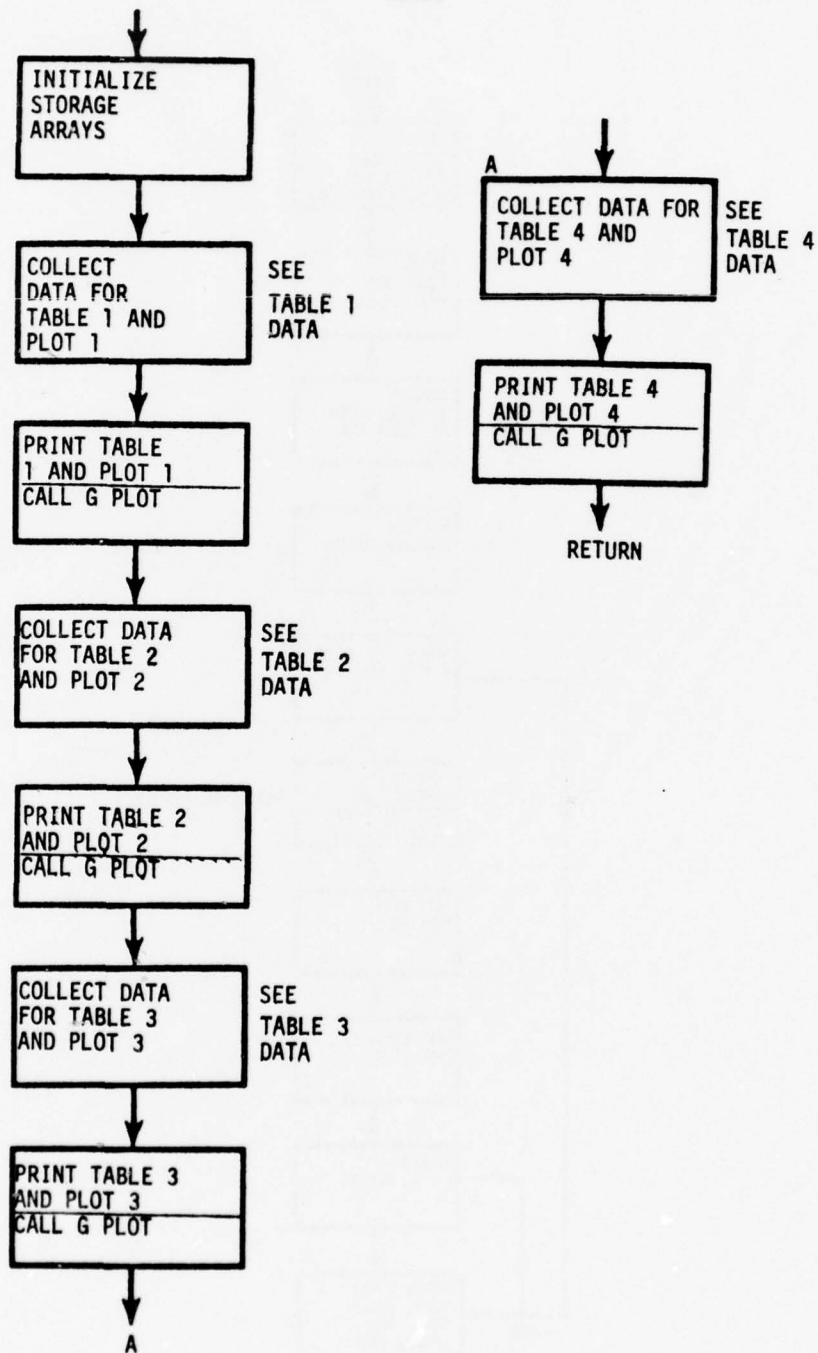 INITIALIZE
STORAGE
ARRAYS
COLLECT
DATA FOR
TABLE 1 AND
PLOT 1
SEE
TABLE 1
DATA
PRINT TABLE
1 AND PLOT 1
CALL G PLOT
COLLECT DATA
FOR TABLE 2
AND PLOT 2
SEE
TABLE 2
DATA
PRINT TABLE 2
AND PLOT 2
CALL G PLOT
COLLECT DATA
FOR TABLE 3
AND PLOT 3
SEE
TABLE 3
DATA
PRINT TABLE 3
AND PLOT 3
CALL G PLOT
A
A
COLLECT DATA FOR
TABLE 4 AND
PLOT 4
SEE
TABLE 4
DATA
PRINT TABLE 4
AND PLOT 4
CALL G PLOT
RETURN